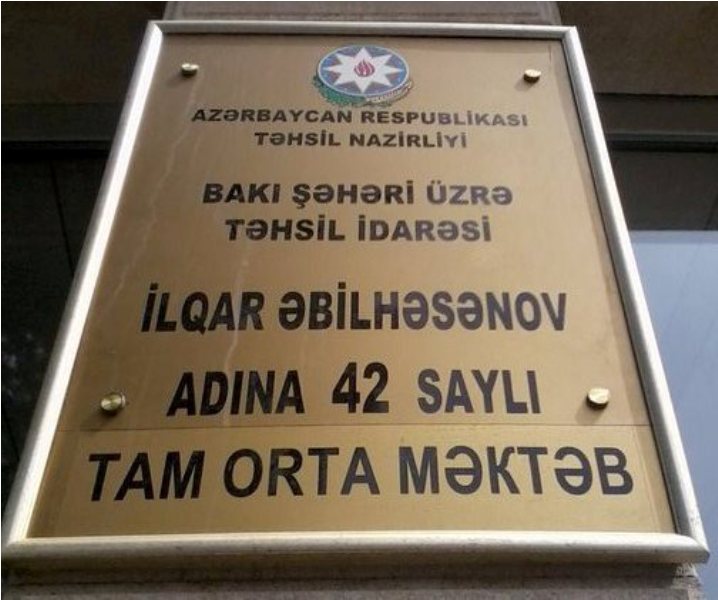 AZƏRBAYCAN RESPUBLİKASI
TƏHSİL NAZİRLİYİ
BAKI ŞƏHƏRİ ÜZRƏ
TƏHSİL İDARƏSİ
İLQAR ƏBİLHƏSƏNOV
ADINA 42 SAYLI
TAM ORTA MƏKTƏB